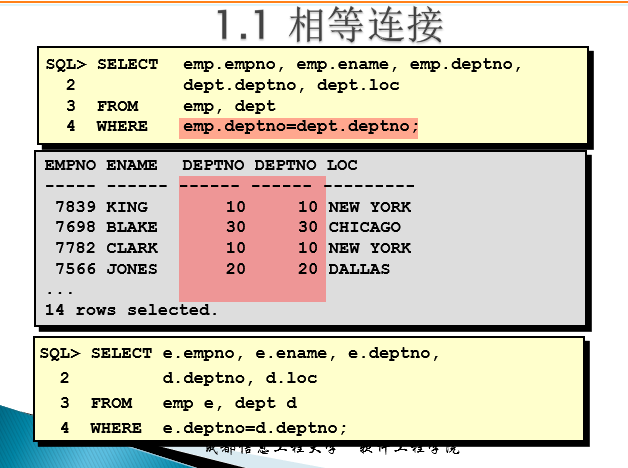 1.1 相等连接
SQL> SELECT emp.empno, emp.ename, emp.deptno,
2 dept.deptno, dept.loc
3 FROM emp, dept
4 WHERE emp.deptno=dept.deptno;
EMPNO ENAME DEPTNO DEPTNO LOC
----- ------ ------ ------ ---------
7839 KING 10 10 NEW YORK
7698 BLAKE 30 30 CHICAGO
7782 CLARK 10 10 NEW YORK
7566 JONES 20 20 DALLAS
...
14 rows selected.
SQL> SELECT e.empno, e.ename, e.deptno,
2 d.deptno, d.loc
3 FROM emp e, dept d
4 WHERE e.deptno=d.deptno;
成都信息工程大学 软件工程学院